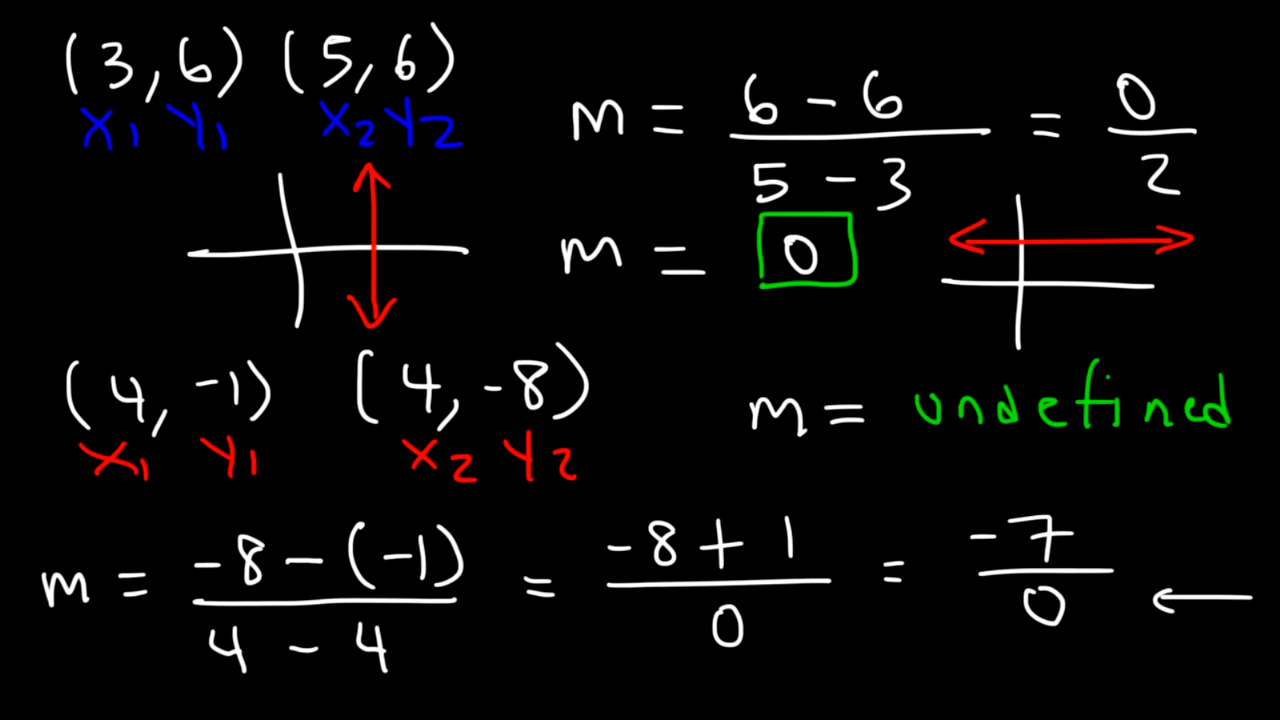 (3, 6) (5, 6)
X1 Y1 X2 Y2
m = 6 - 6 / 5 - 3 = 0 / 2
m = 0
(4, -1) (4, -8)
X1 Y1 X2 Y2
m = undefined
m = -8 - (-1) / 4 - 4 = -8 + 1 / 0 = -7 / 0